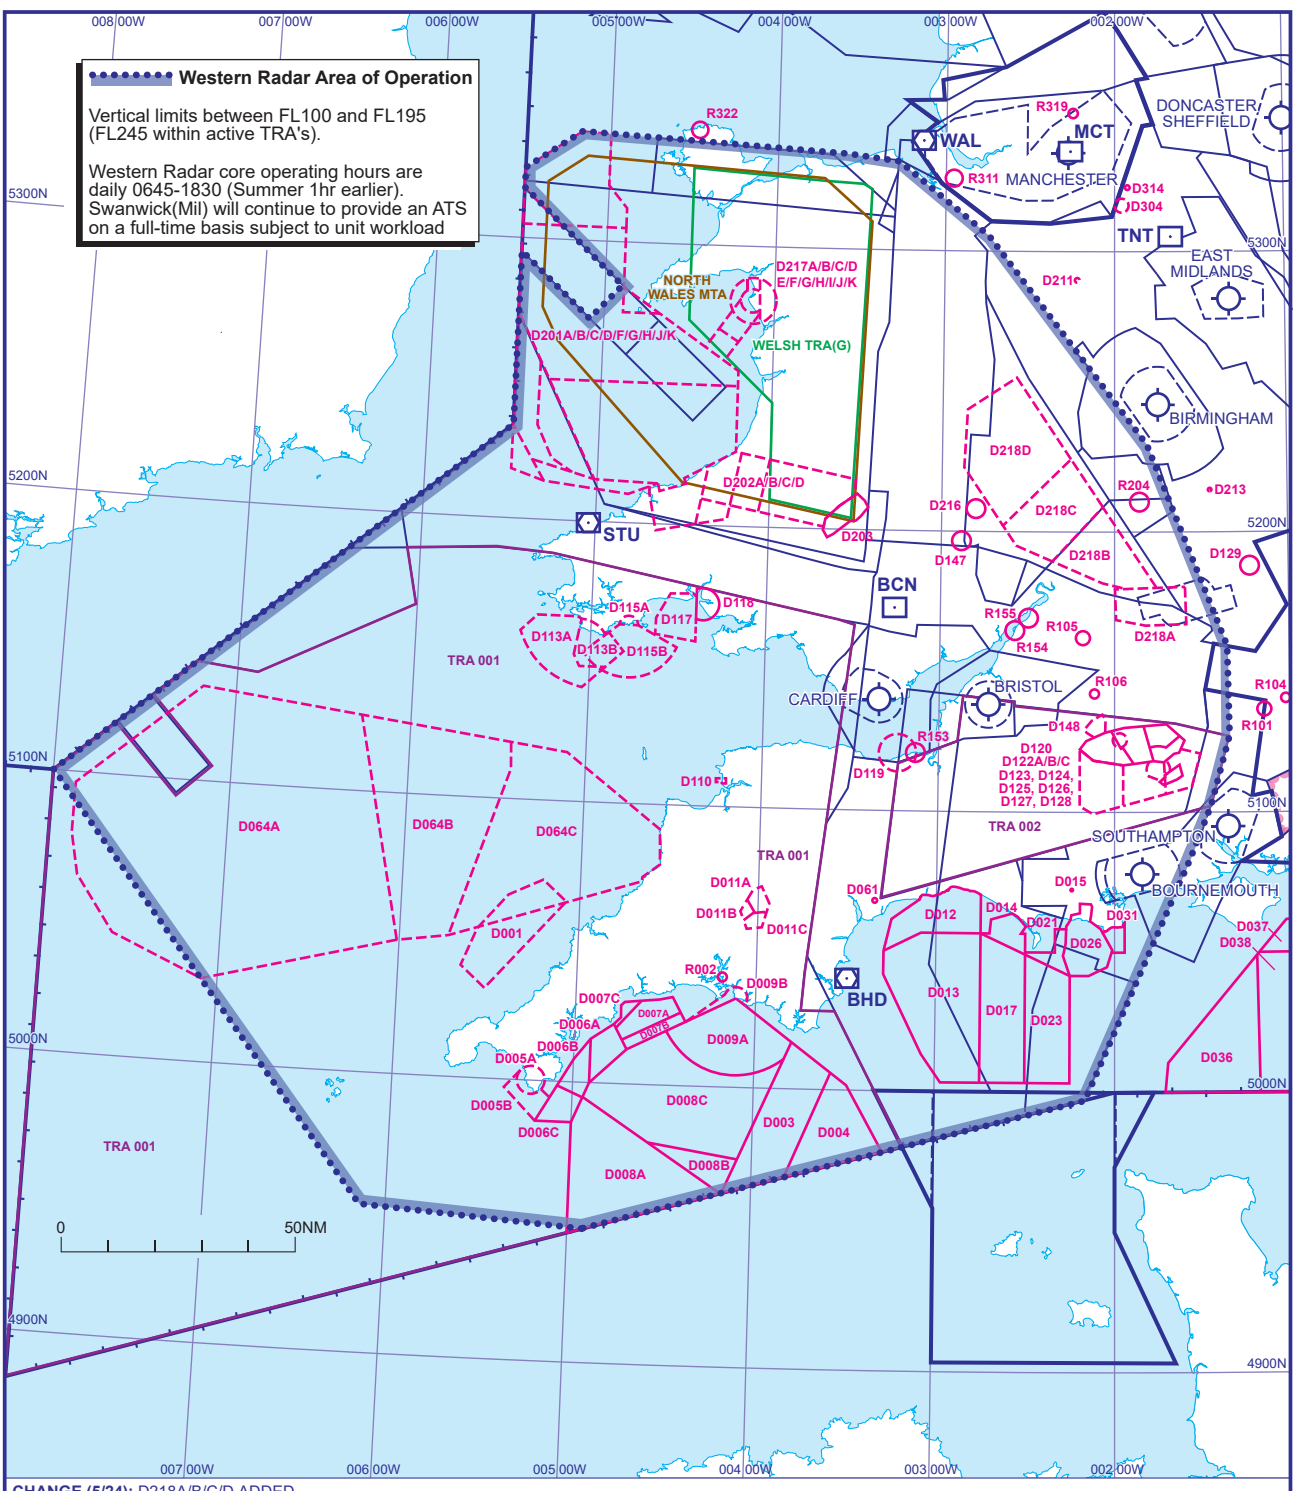 008 00W
007 00W
006 00W
005 00W
004 00W
003 00W
002 00W
Western Radar Area of Operation
Vertical limits between FL100 and FL195
(FL245 within active TRA's).
Western Radar core operating hours are
daily 0645-1830 (Summer 1hr earlier).
Swanwick(Mil) will continue to provide an ATS
on a full-time basis subject to unit workload
R322
R319
MCT
DONCASTER
SHEFFIELD
WAL
R311
MANCHESTER
D314
D304
5300N
TNT
5300N
EAST
MIDLANDS
D217A/B/C/D
E/F/G/H/I/J/K
D211
NORTH
WALES MTA
D201A/B/C/D/F/G/H/J/K
WELSH TRA(G)
BIRMINGHAM
D218D
5200N
D202A/B/C/D
R204
D213
D216
D218C
STU
D203
5200N
D147
D218B
D129
BCN
D115A
D118
D117
R155
R105
D113A
D113B
D115B
R154
D218A
TRA 001
CARDIFF
BRISTOL
R106
R104
R101
D148
R153
D119
D120
D122A/B/C
D123, D124,
D125, D126,
D127, D128
5100N
D110
5100N
D064A
D064B
D064C
TRA 002
SOUTHAMPTON
TRA 001
D011A
D061
D015
BOURNEMOUTH
D011B
D011C
D012
D014
D021
D031
D037
D038
D001
D026
R002
D009B
BHD
D013
D007C
D007A
D017
D023
D006A
D007B
D009A
5000N
D006B
D005A
D036
5000N
D005B
D008C
D003
D004
D006C
TRA 001
D008B
D008A
0
50NM
4900N
4900N
007 00W
006 00W
005 00W
004 00W
003 00W
002 00W
CHANGE (5/24): D218A/B/C/D ADDED